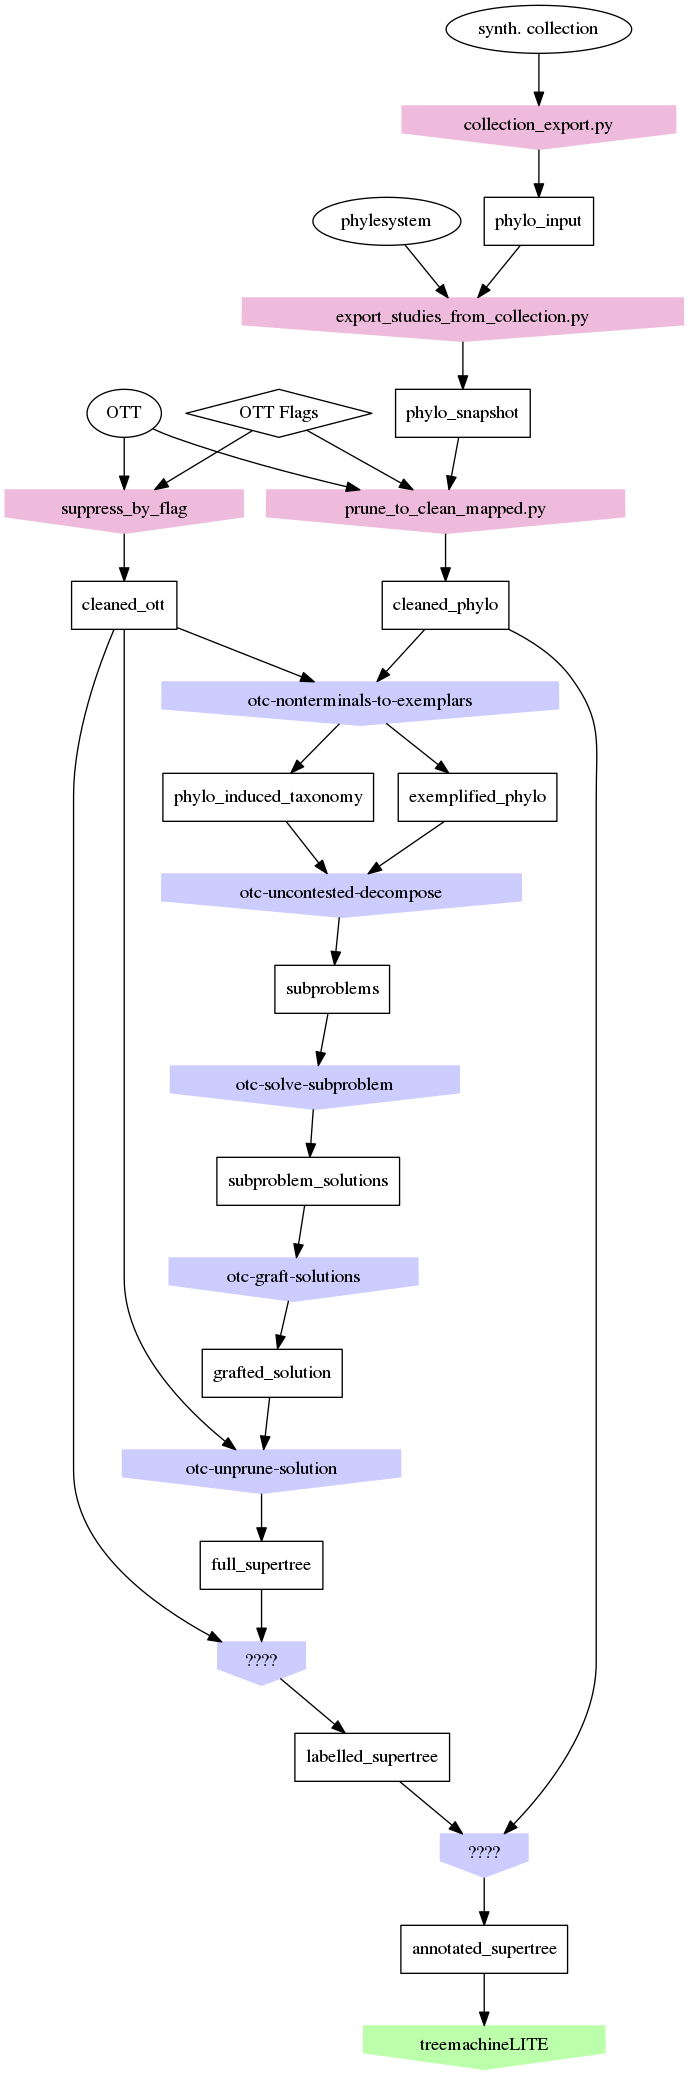 synth. collection
collection_export.py
phylesystem
phylo_input
export_studies_from_collection.py
OTT
OTT Flags
phylo_snapshot
suppress_by_flag
prune_to_clean_mapped.py
cleaned_ott
cleaned_phylo
otc-nonterminals-to-exemplars
phylo_induced_taxonomy
exemplified_phylo
otc-uncontested-decompose
subproblems
otc-solve-subproblem
subproblem_solutions
otc-graft-solutions
grafted_solution
otc-unprune-solution
full_supertree
????
labelled_supertree
????
annotated_supertree
treemachineLITE